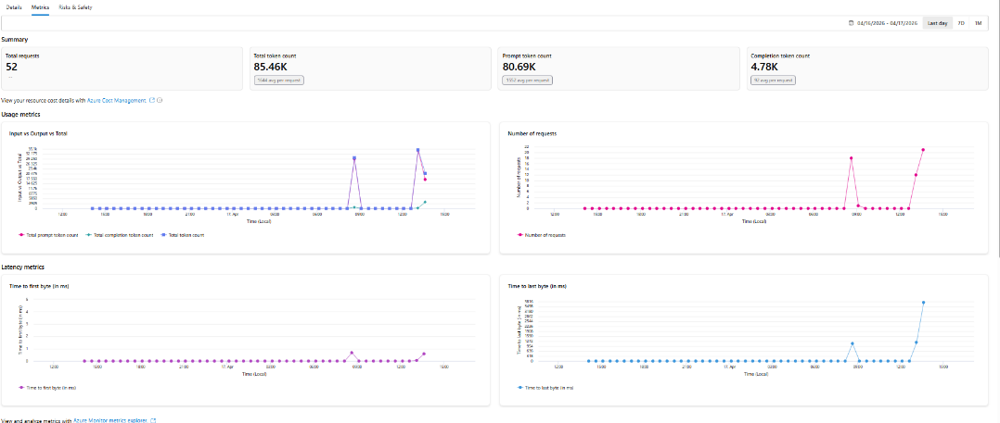 Details Metrics Risks & Safety
04/16/2026 - 04/17/2026 Last day 7D 1M
Summary
Total requests
52
--
Total token count
85.46K
1644 avg per request
Prompt token count
80.69K
1552 avg per request
Completion token count
4.78K
92 avg per request
View your resource cost details with Azure Cost Management.
Usage metrics
Input vs Output vs Total
Input vs Output vs Total
0
12:00 15:00 18:00 21:00 17. Apr 03:00 06:00 09:00 12:00 15:00
Time (Local)
Total prompt token count Total completion token count Total token count
Number of requests
Number of requests
22
20
18
16
14
12
10
8
6
4
2
0
12:00 15:00 18:00 21:00 17. Apr 03:00 06:00 09:00 12:00 15:00
Time (Local)
Number of requests
Latency metrics
Time to first byte (in ms)
Time to first byte (in ms)
5
4
3
2
1
0
12:00 15:00 18:00 21:00 17. Apr 03:00 06:00 09:00 12:00 15:00
Time (Local)
Time to first byte (in ms)
Time to last byte (in ms)
Time to last byte (in ms)
0
12:00 15:00 18:00 21:00 17. Apr 03:00 06:00 09:00 12:00 15:00
Time (Local)
Time to last byte (in ms)
View and analyse metrics with Azure Monitor metrics explorer.